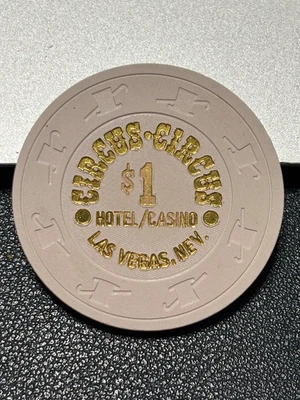 CIRCUS·CIRCUS
$1
HOTEL/CASINO
LAS VEGAS, NEV.